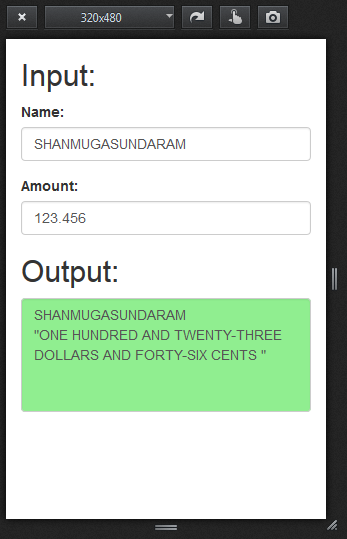 320x480
Input:
Name:
SHANMUGASUNDARAM
Amount:
123.456
Output:
SHANMUGASUNDARAM
"ONE HUNDRED AND TWENTY-THREE
DOLLARS AND FORTY-SIX CENTS "